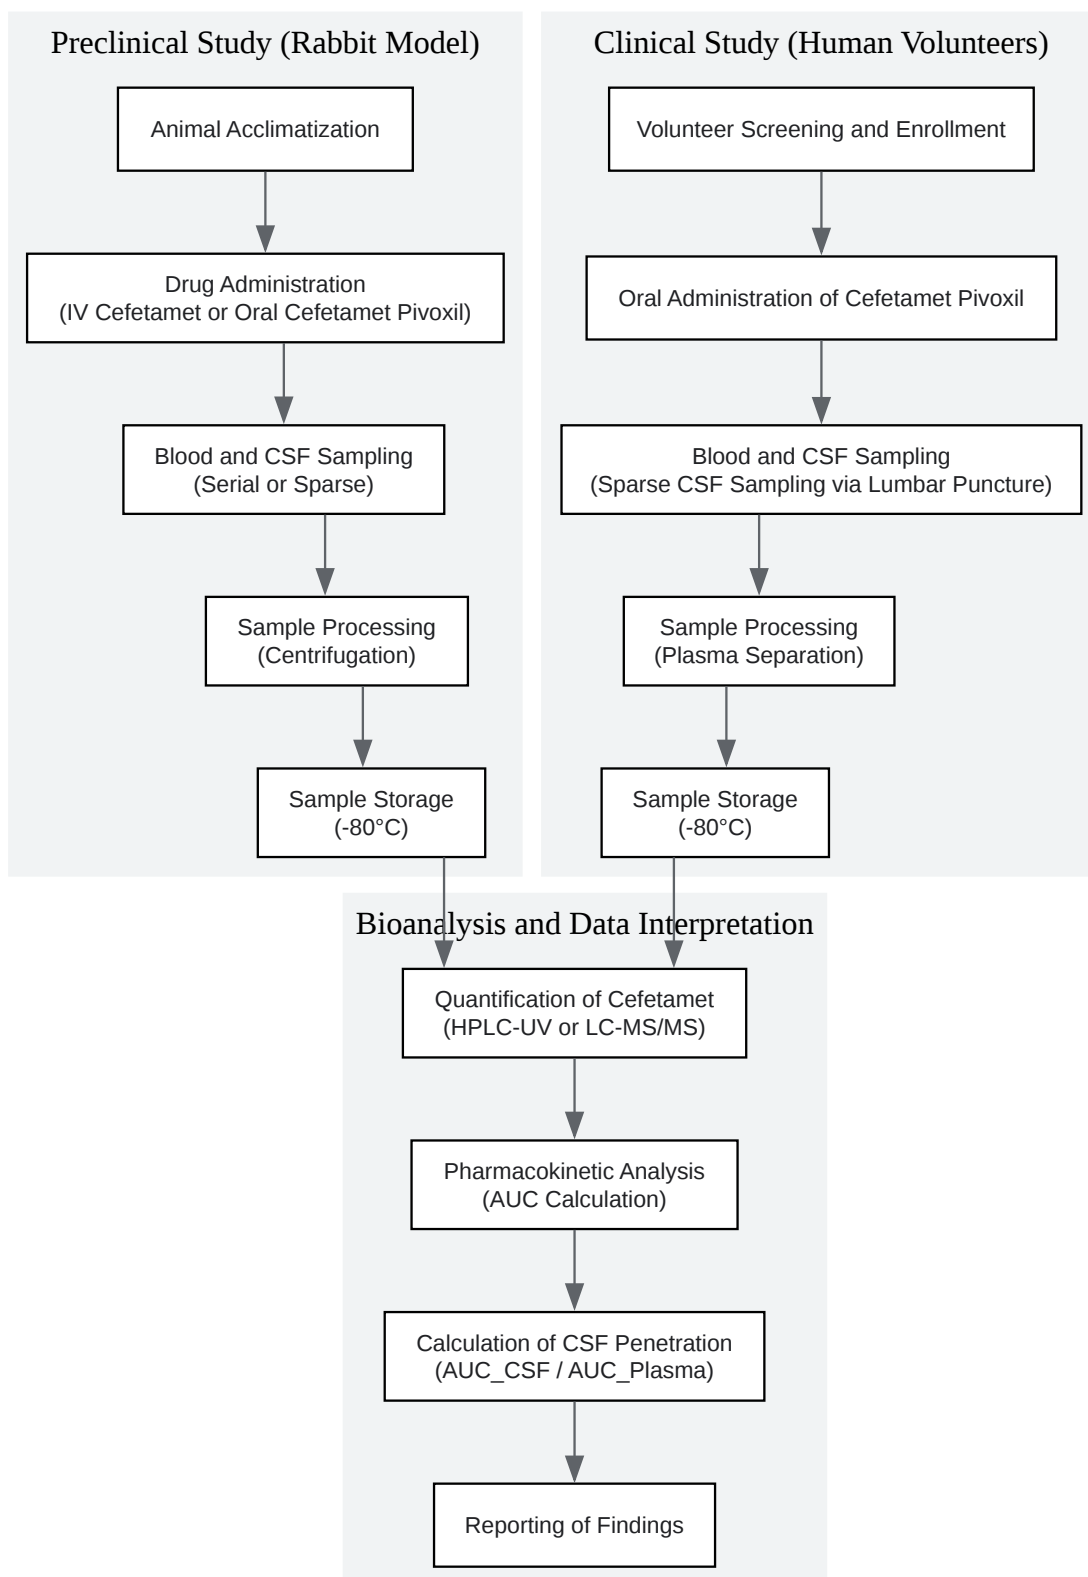 Preclinical Study (Rabbit Model)
Animal Acclimatization
Drug Administration
(IV Cefetamet or Oral Cefetamet Pivoxil)
Blood and CSF Sampling
(Serial or Sparse)
Sample Processing
(Centrifugation)
Sample Storage
(-80°C)
Clinical Study (Human Volunteers)
Volunteer Screening and Enrollment
Oral Administration of Cefetamet Pivoxil
Blood and CSF Sampling
(Sparse CSF Sampling via Lumbar Puncture)
Sample Processing
(Plasma Separation)
Sample Storage
(-80°C)
Bioanalysis and Data Interpretation
Quantification of Cefetamet
(HPLC-UV or LC-MS/MS)
Pharmacokinetic Analysis
(AUC Calculation)
Calculation of CSF Penetration
(AUC_CSF / AUC_Plasma)
Reporting of Findings